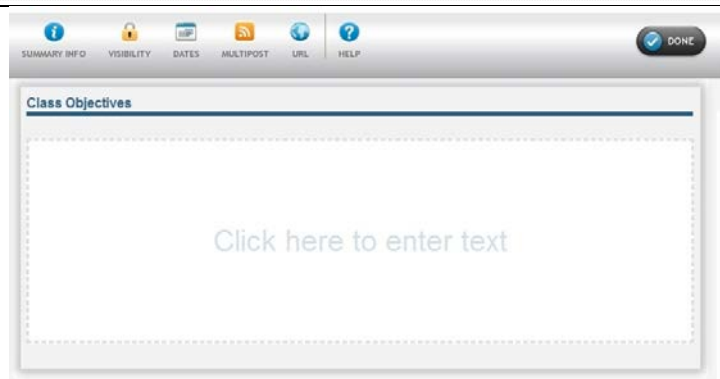 SUMMARY INFO VISIBILITY DATES MULTIPOST URL HELP DONE
Class Objectives
Click here to enter text